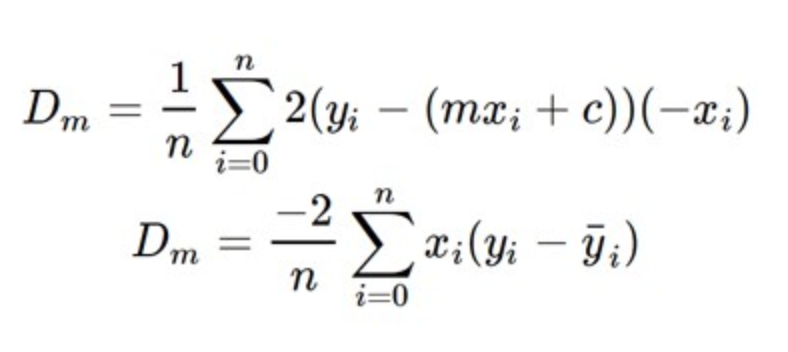 D_m = \frac{1}{n} \sum_{i=0}^{n} 2(y_i - (mx_i + c))(-x_i)
D_m = \frac{-2}{n} \sum_{i=0}^{n} x_i(y_i - \bar{y}_i)